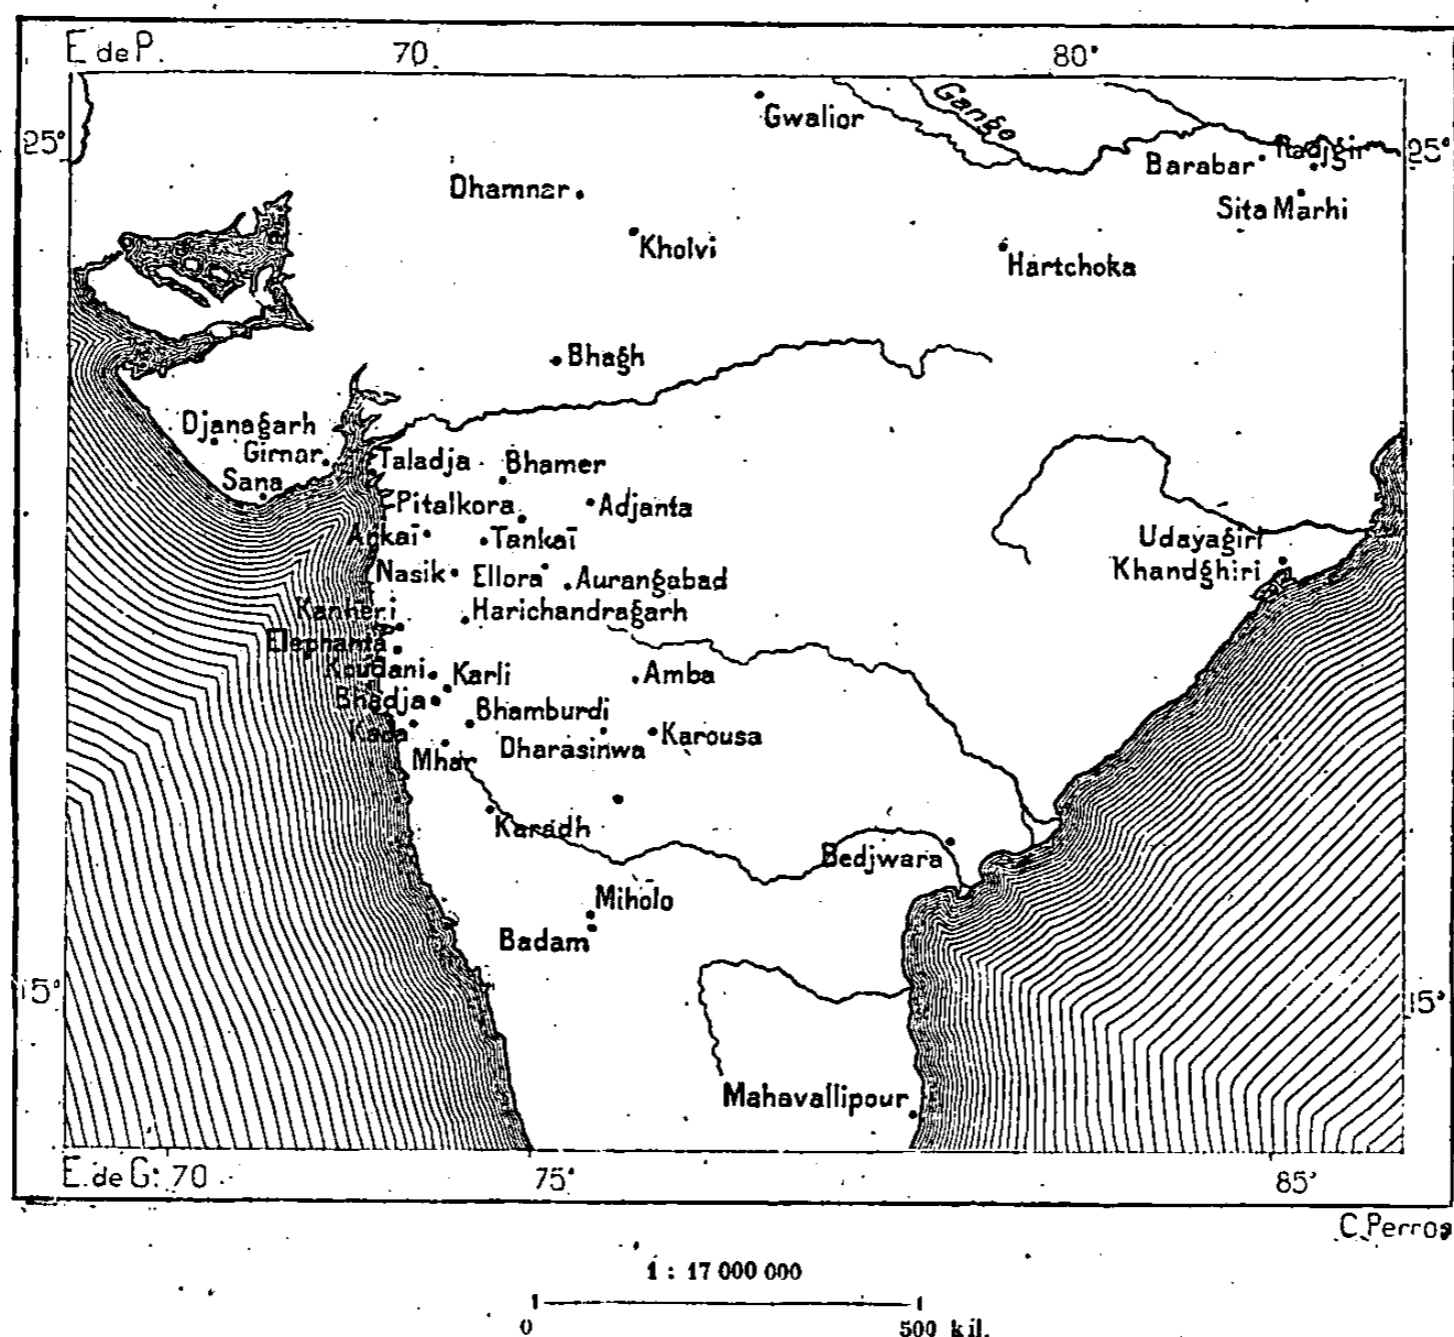 E. de P. 70 80°
Gange
Gwalior
25° 25°
Barabar Radjgir
Dhamnar
Sita Marhi
Kholvi
Hartchoka
Bhagh
Djanagarh
Girnar
Taladja Bhamer
Sana
Pitalkora Adjanta
Arkaï Tankaï
Udayagiri
Nasik Ellora Aurangabad
Khandghiri
Kanheri Harichandragarh
Elephanta
Koudani Karli Amba
Bhadja
Bhamburdi
Kada Dharasinwa Karousa
Mhar
Karadh
Bedjwara
Miholo
Badam
15° 15°
Mahavallipour
E. de G. 70 75° 85°
C. Perron
1 : 17 000 000
0 500 kil.